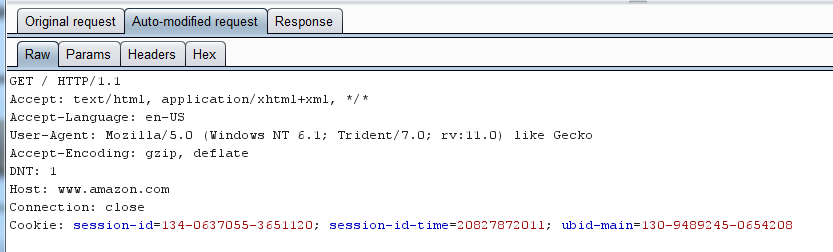 Original request Auto-modified request Response
Raw Params Headers Hex
GET / HTTP/1.1
Accept: text/html, application/xhtml+xml, */*
Accept-Language: en-US
User-Agent: Mozilla/5.0 (Windows NT 6.1; Trident/7.0; rv:11.0) like Gecko
Accept-Encoding: gzip, deflate
DNT: 1
Host: www.amazon.com
Connection: close
Cookie: session-id=134-0637055-3651120; session-id-time=20827872011; ubid-main=130-9489245-0654208